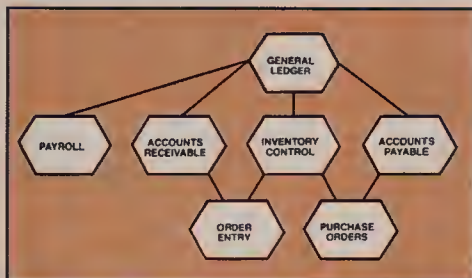 GENERAL
LEDGER
PAYROLL
ACCOUNTS
RECEIVABLE
INVENTORY
CONTROL
ACCOUNTS
PAYABLE
ORDER
ENTRY
PURCHASE
ORDERS